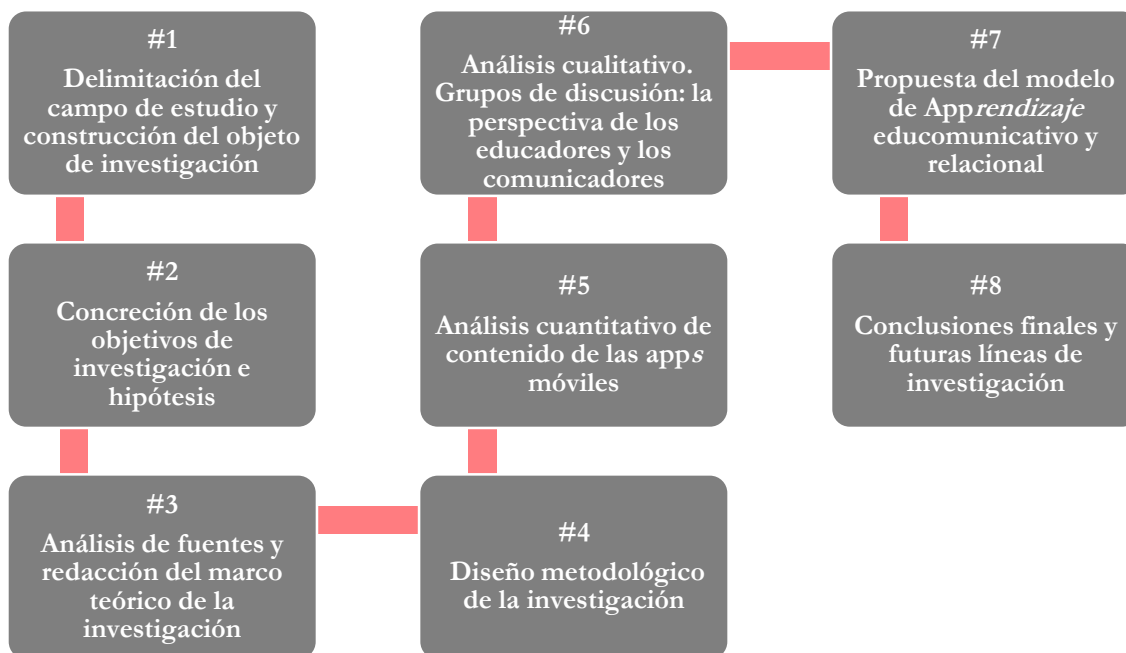 #1
Delimitación del
campo de estudio y
construcción del objeto
de investigación
#2
Concreción de los
objetivos de
investigación e
hipótesis
#3
Análisis de fuentes y
redacción del marco
teórico de la
investigación
#4
Diseño metodológico
de la investigación
#5
Análisis cuantitativo de
contenido de las apps
móviles
#6
Análisis cualitativo.
Grupos de discusión: la
perspectiva de los
educadores y los
comunicadores
#7
Propuesta del modelo
de Apprendizaje
educomunicativo y
relacional
#8
Conclusiones finales y
futuras líneas de
investigación